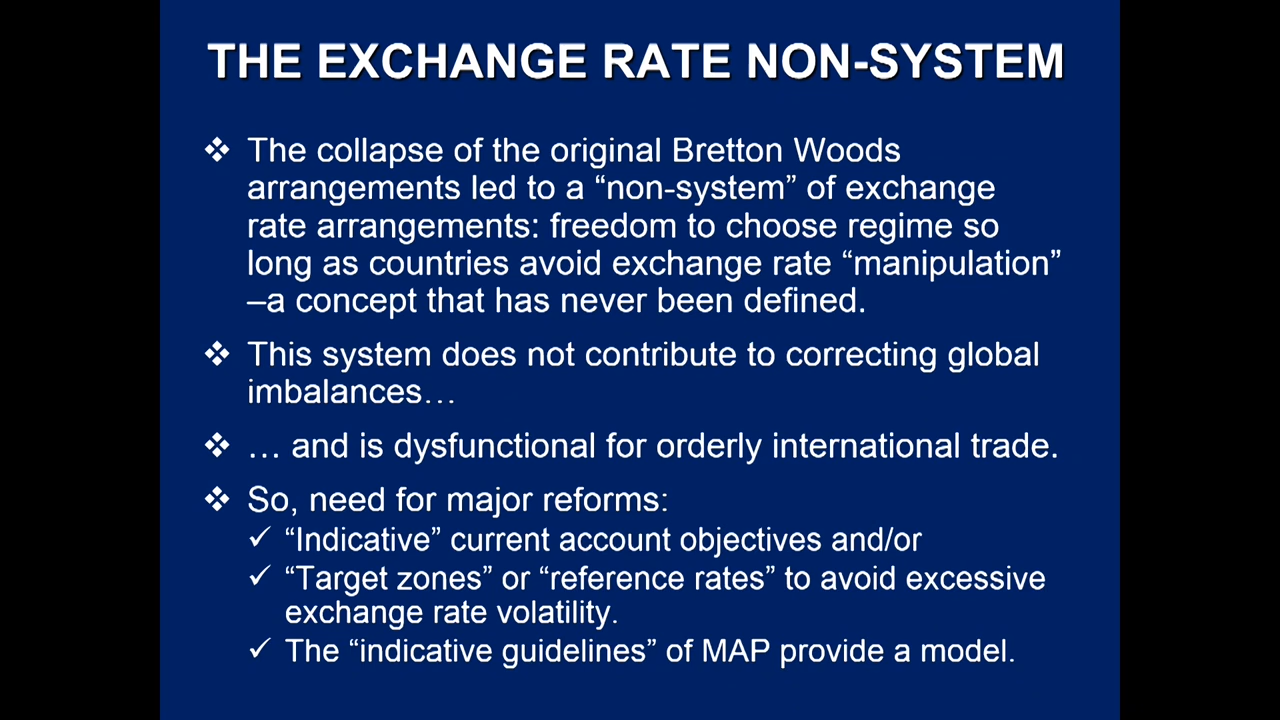 THE EXCHANGE RATE NON-SYSTEM
❖ The collapse of the original Bretton Woods
arrangements led to a “non-system” of exchange
rate arrangements: freedom to choose regime so
long as countries avoid exchange rate “manipulation”
–a concept that has never been defined.
❖ This system does not contribute to correcting global
imbalances…
❖ … and is dysfunctional for orderly international trade.
❖ So, need for major reforms:
✓ “Indicative” current account objectives and/or
✓ “Target zones” or “reference rates” to avoid excessive
exchange rate volatility.
✓ The “indicative guidelines” of MAP provide a model.